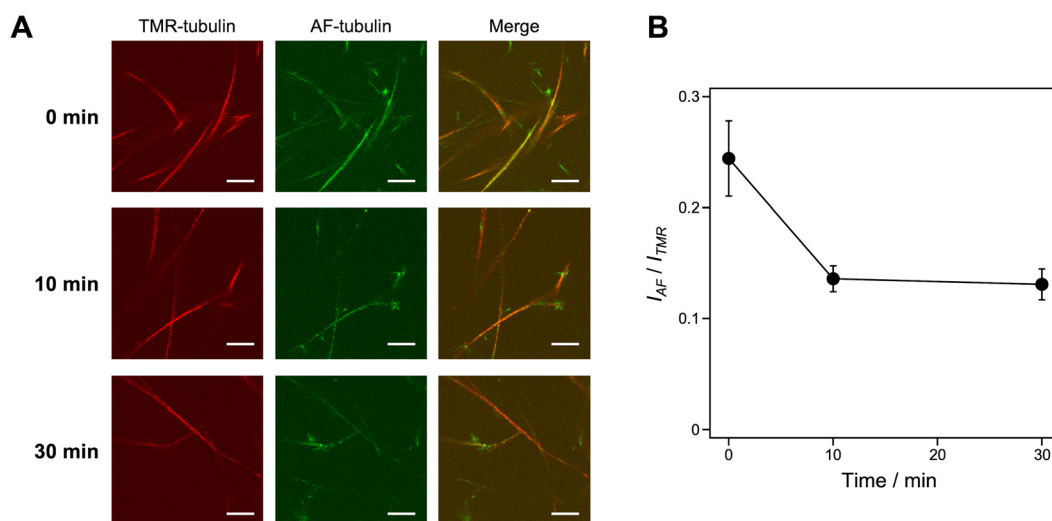 A
TMR-tubulin AF-tubulin Merge
0 min
10 min
30 min
B
I_AF / I_TMR
0.3
0.2
0.1
0
0 10 20 30
Time / min